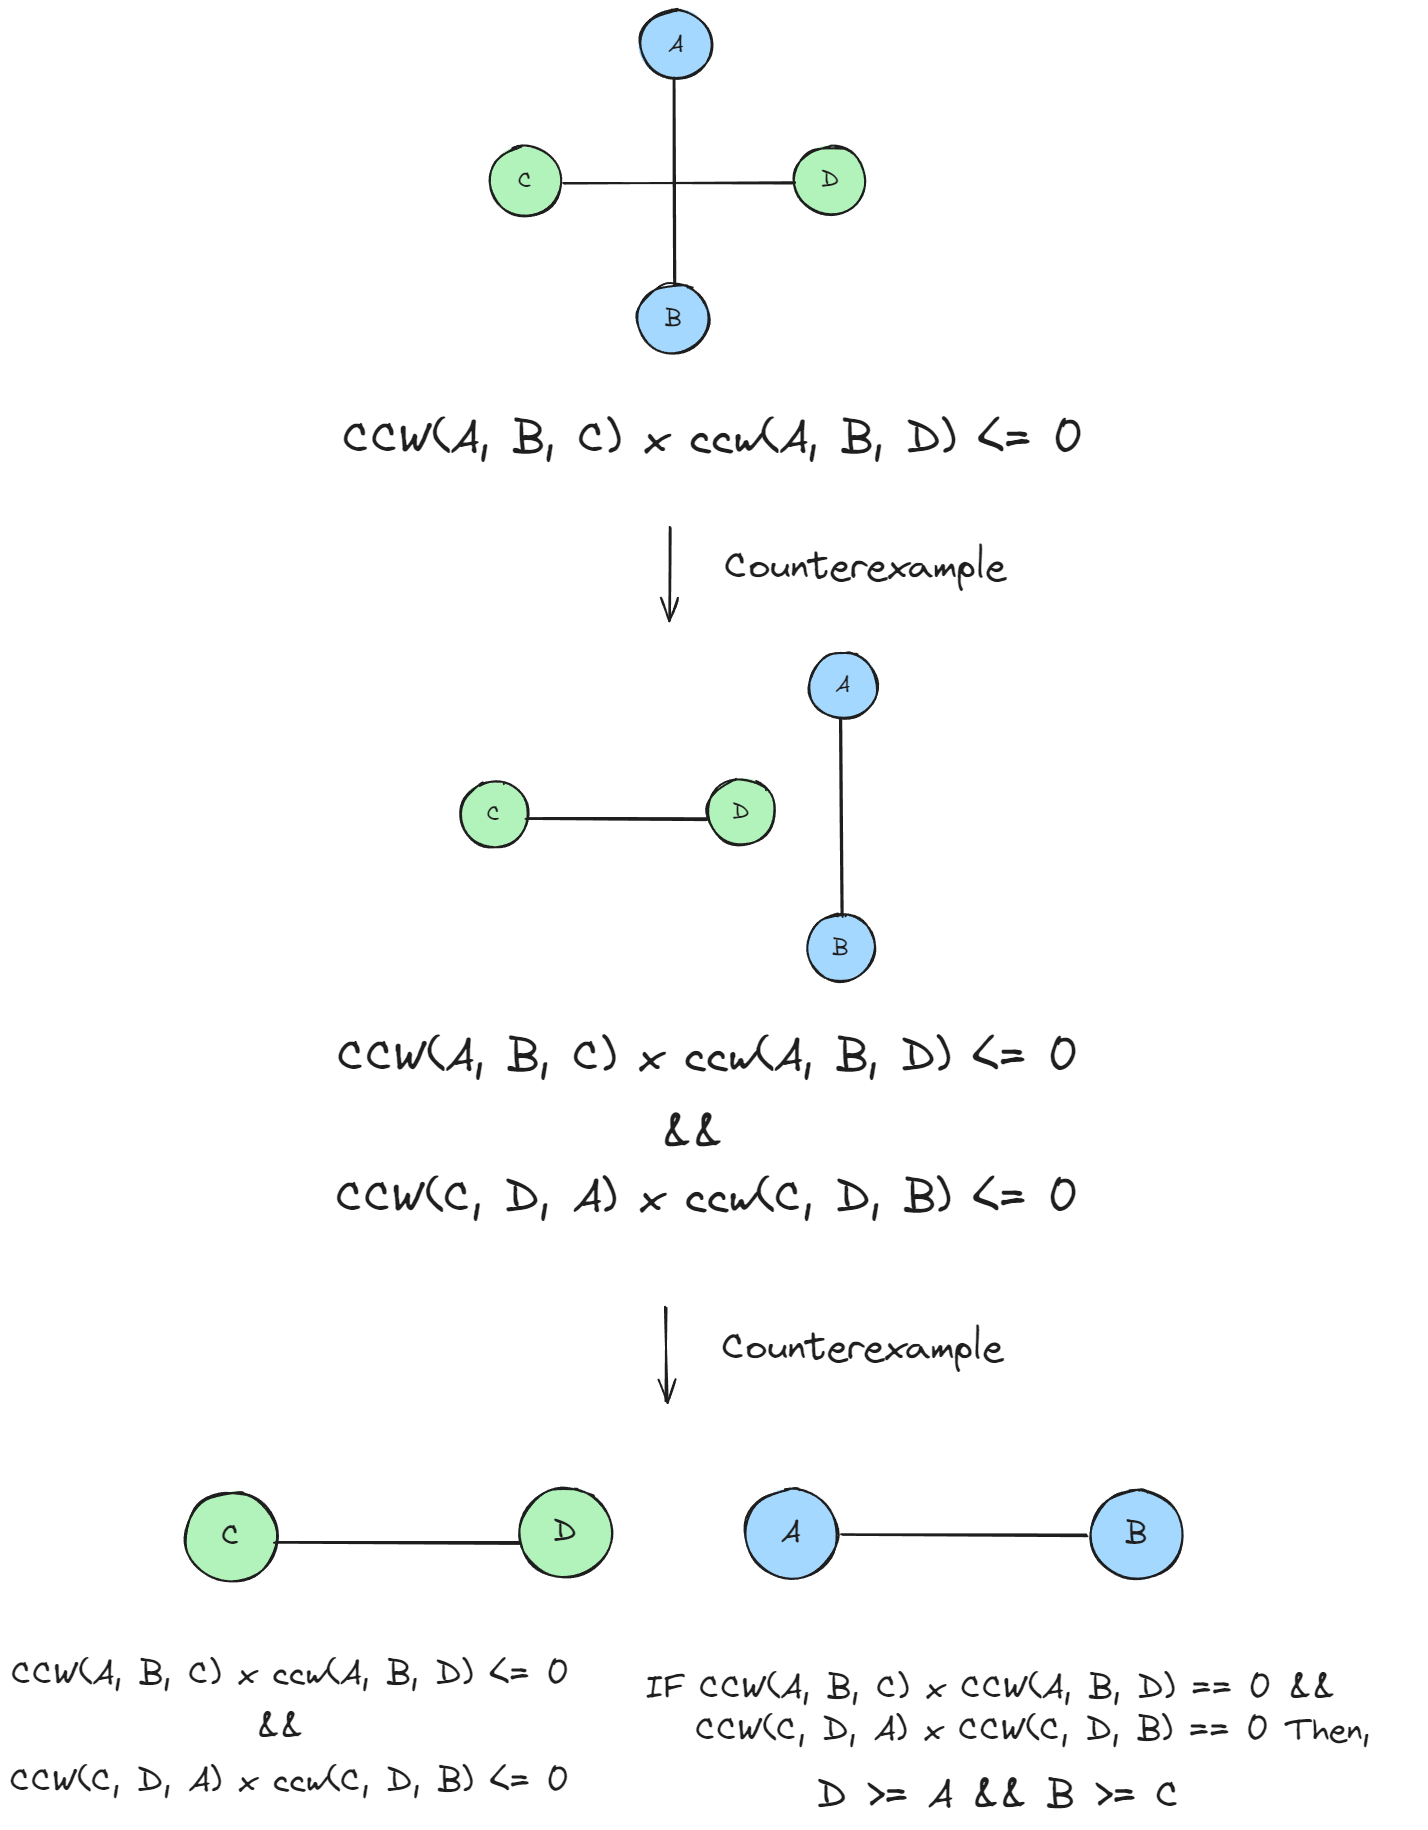 A
C
D
B
CCW(A, B, C) x ccw(A, B, D) <= 0
Counterexample
A
C
D
B
CCW(A, B, C) x ccw(A, B, D) <= 0
&&
CCW(C, D, A) x ccw(C, D, B) <= 0
Counterexample
C
D
A
B
CCW(A, B, C) x ccw(A, B, D) <= 0
&&
CCW(C, D, A) x ccw(C, D, B) <= 0
IF CCW(A, B, C) x CCW(A, B, D) == 0 &&
CCW(C, D, A) x CCW(C, D, B) == 0 Then,
D >= A && B >= C